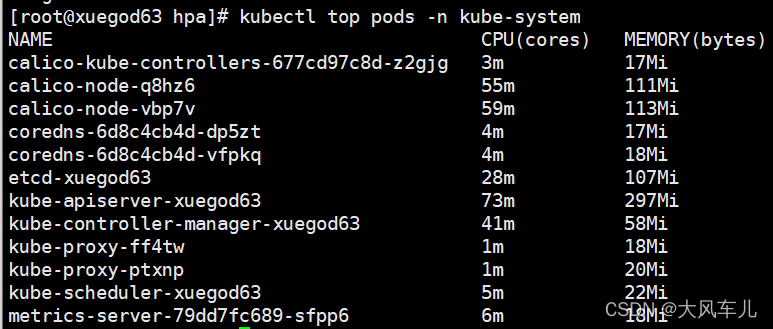 [root@xuegod63 hpa]# kubectl top pods -n kube-system
NAME CPU(cores) MEMORY(bytes)
calico-kube-controllers-677cd97c8d-z2gjg 3m 17Mi
calico-node-q8hz6 55m 111Mi
calico-node-vbp7v 59m 113Mi
coredns-6d8c4cb4d-dp5zt 4m 17Mi
coredns-6d8c4cb4d-vfpkq 4m 18Mi
etcd-xuegod63 28m 107Mi
kube-apiserver-xuegod63 73m 297Mi
kube-controller-manager-xuegod63 41m 58Mi
kube-proxy-ff4tw 1m 18Mi
kube-proxy-ptxnp 1m 20Mi
kube-scheduler-xuegod63 5m 22Mi
metrics-server-79dd7fc689-sfpp6 6m 18Mi
CSDN @大风车儿